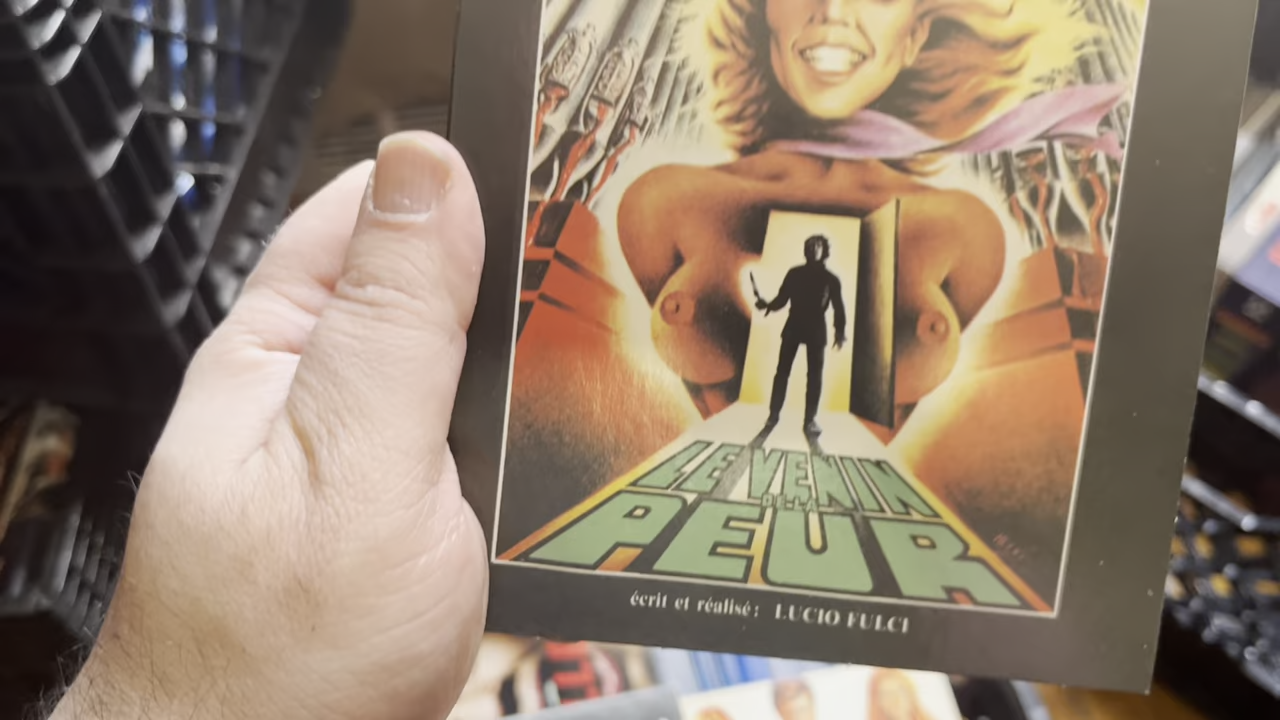 LE VENIN
DE LA
PEUR
écrit et réalisé : LUCIO FULCI